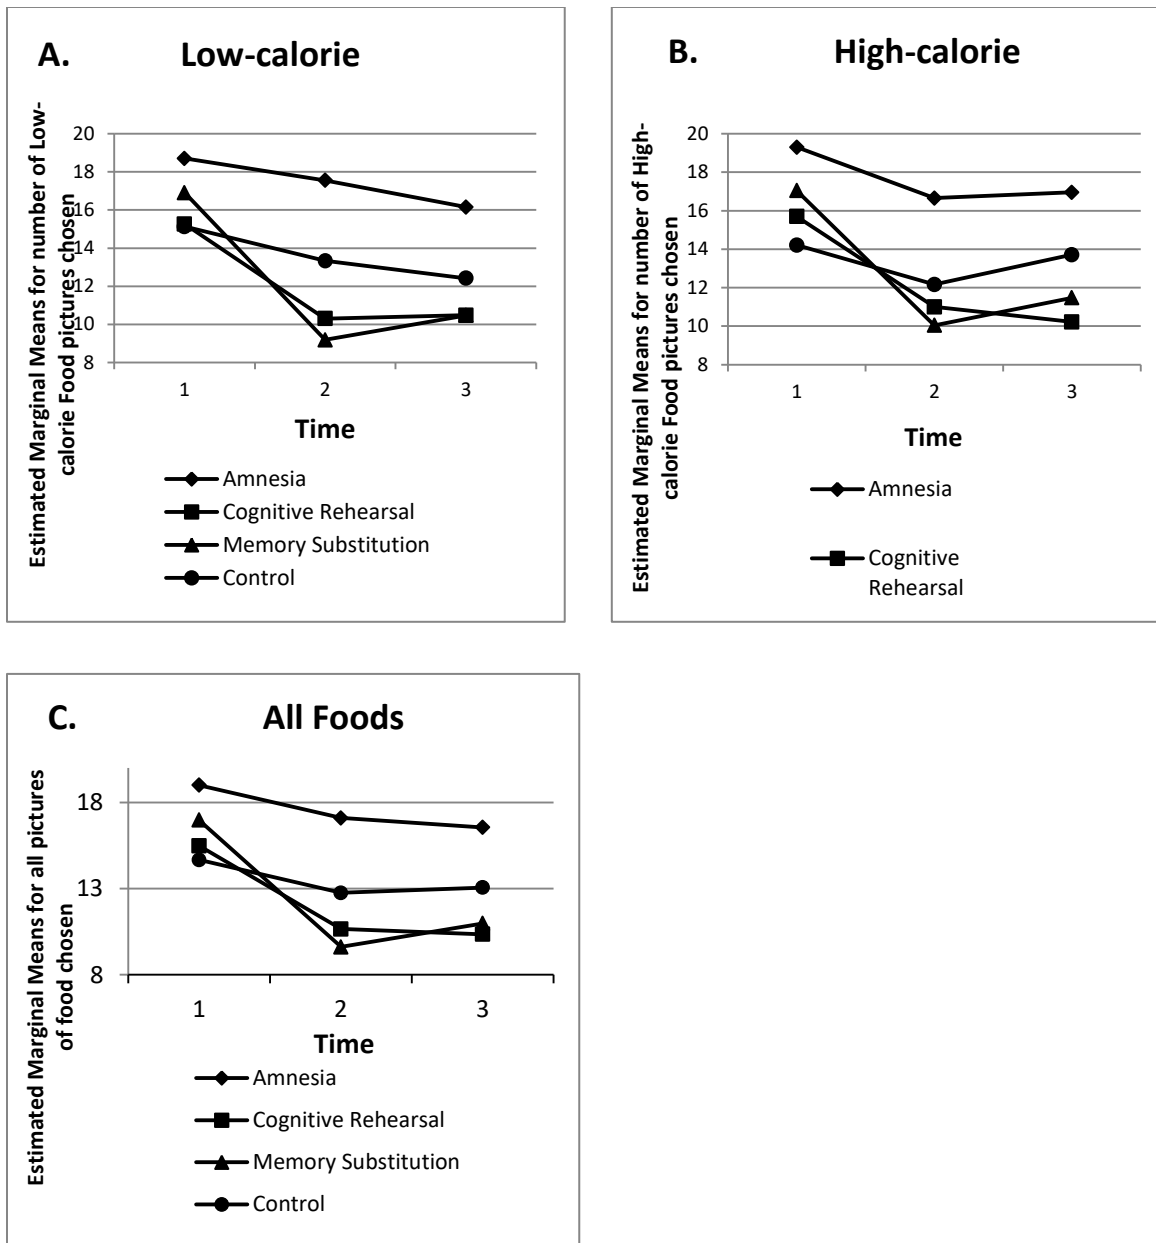 A. Low-calorie
Estimated Marginal Means for number of Low-
calorie Food pictures chosen
20
18
16
14
12
10
8
1 2 3
Time
Amnesia
Cognitive Rehearsal
Memory Substitution
Control
B. High-calorie
Estimated Marginal Means for number of High-
calorie Food pictures chosen
20
18
16
14
12
10
8
1 2 3
Time
Amnesia
Cognitive
Rehearsal
C. All Foods
Estimated Marginal Means for all pictures
of food chosen
18
13
8
1 2 3
Time
Amnesia
Cognitive Rehearsal
Memory Substitution
Control